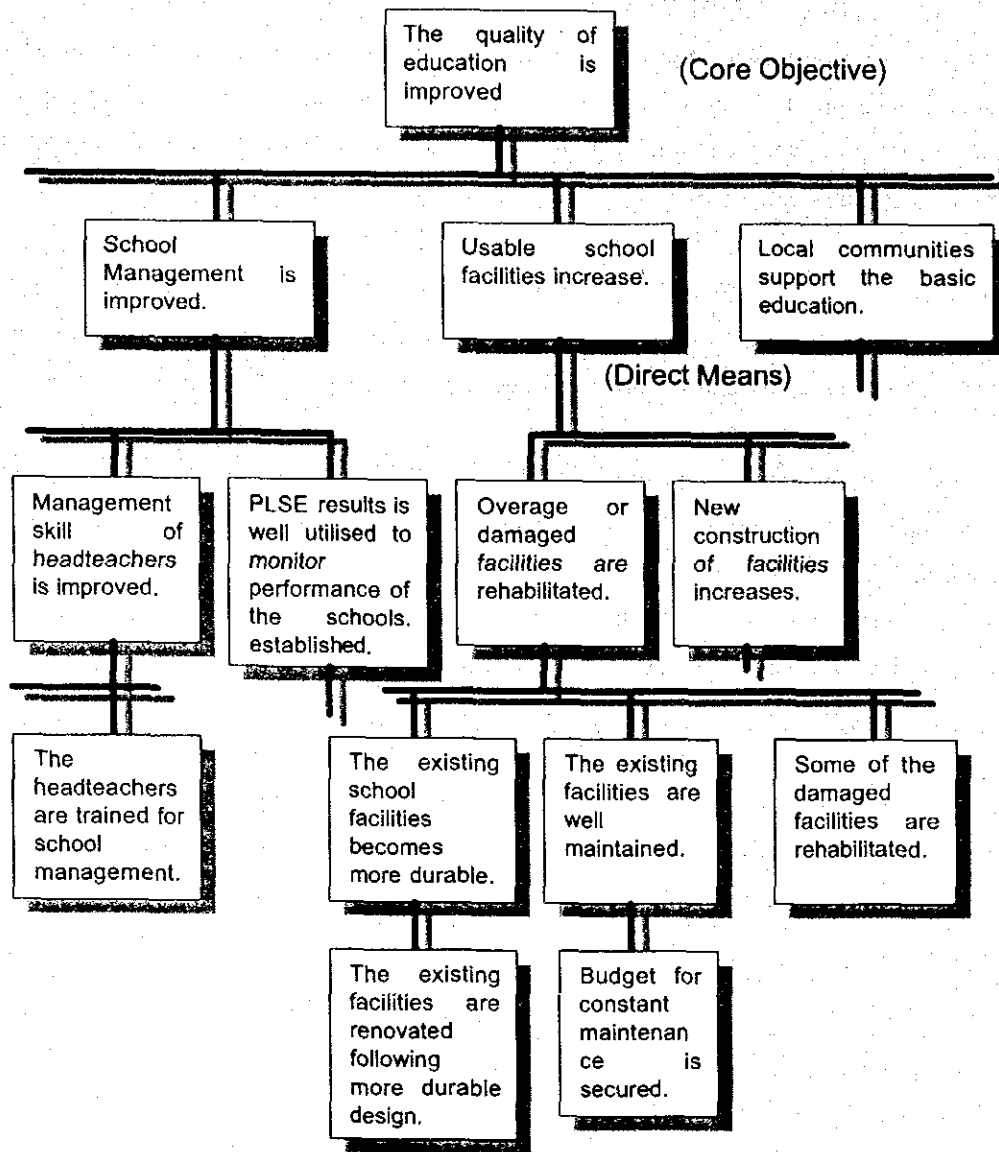 The quality of
education is
improved
(Core Objective)
School
Management is
improved.
Usable school
facilities increase.
Local communities
support the basic
education.
(Direct Means)
Management
skill of
headteachers
is improved.
PLSE results is
well utilised to
monitor
performance of
the schools.
established.
Overage or
damaged
facilities are
rehabilitated.
New
construction
of facilities
increases.
The
headteachers
are trained for
school
management.
The existing
school
facilities
becomes
more durable.
The existing
facilities are
well
maintained.
Some of the
damaged
facilities are
rehabilitated.
The existing
facilities are
renovated
following
more durable
design.
Budget for
constant
maintenan
ce is
secured.